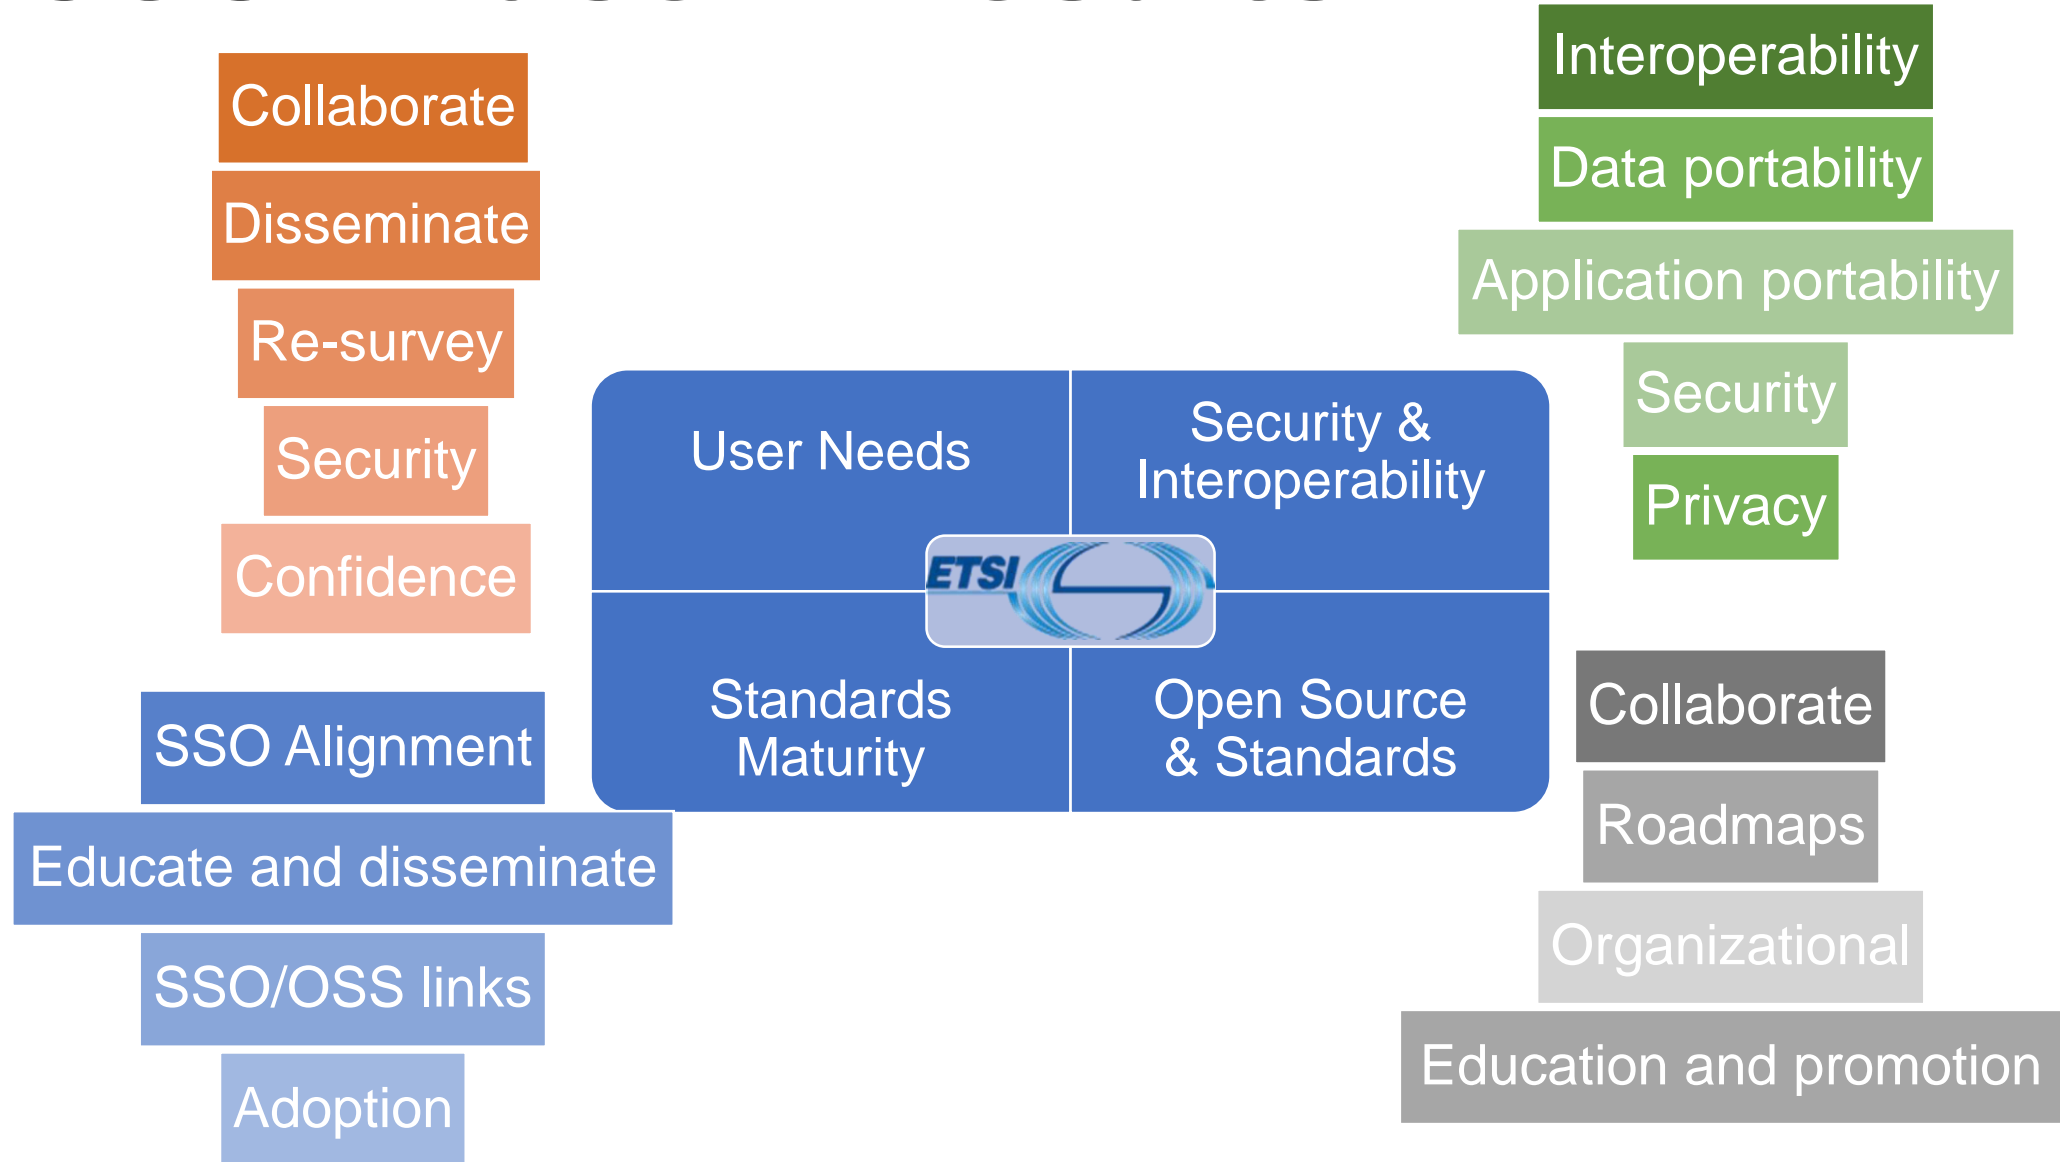 Collaborate
Disseminate
Re-survey
Security
Confidence
Interoperability
Data portability
Application portability
Security
Privacy
User Needs
Security &
Interoperability
ETSI
Standards
Maturity
Open Source
& Standards
SSO Alignment
Educate and disseminate
SSO/OSS links
Adoption
Collaborate
Roadmaps
Organizational
Education and promotion